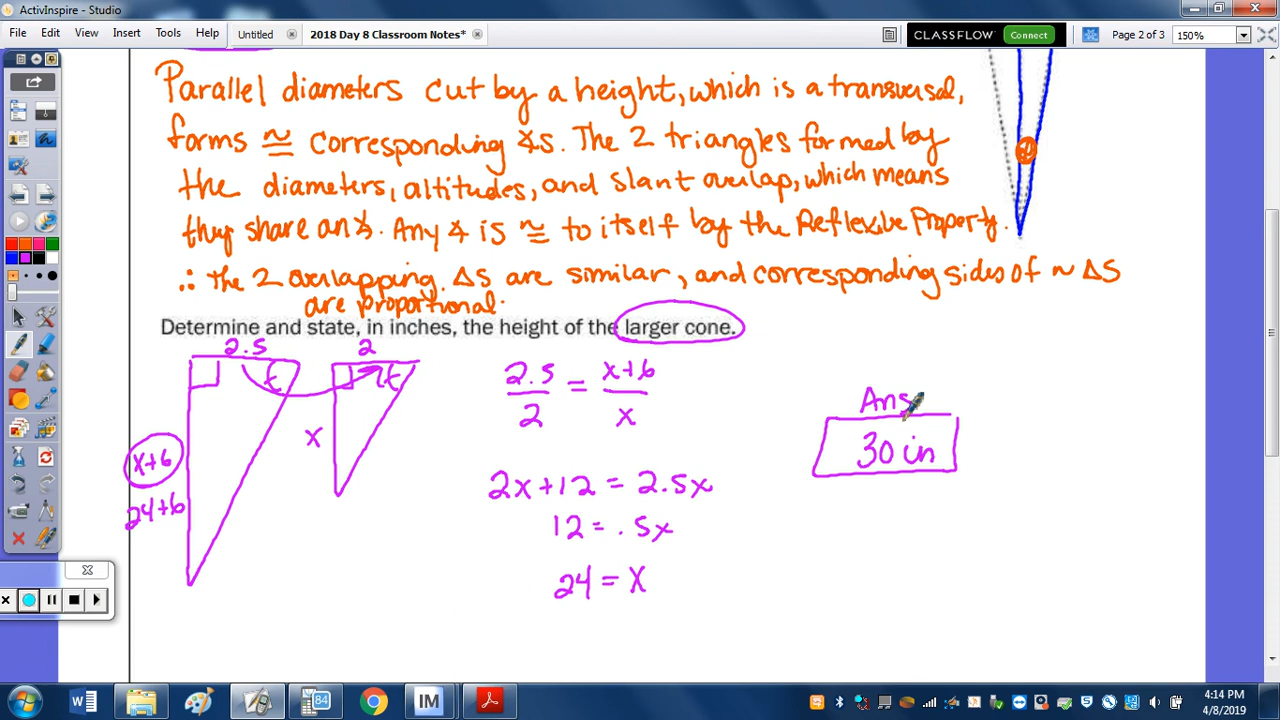 ActivInspire - Studio
File Edit View Insert Tools Help
Untitled
2018 Day 8 Classroom Notes*
CLASSFLOW Connect
Page 2 of 3
150%
Parallel diameters cut by a height, which is a transversal,
forms ≅ corresponding ∡s. The 2 triangles formed by
the diameters, altitudes, and slant overlap, which means
they share an ∡. Any ∡ is ≅ to itself by the Reflexive Property.
∴ the 2 overlapping Δs are similar, and corresponding sides of ~ Δs
are proportional.
Determine and state, in inches, the height of the larger cone.
2.5
2
t
t
x
x+6
24+6
2.5/2 = x+6/x
2x+12 = 2.5x
12 = .5x
24 = x
Ans
30 in
W
84
IM
4:14 PM
4/8/2019